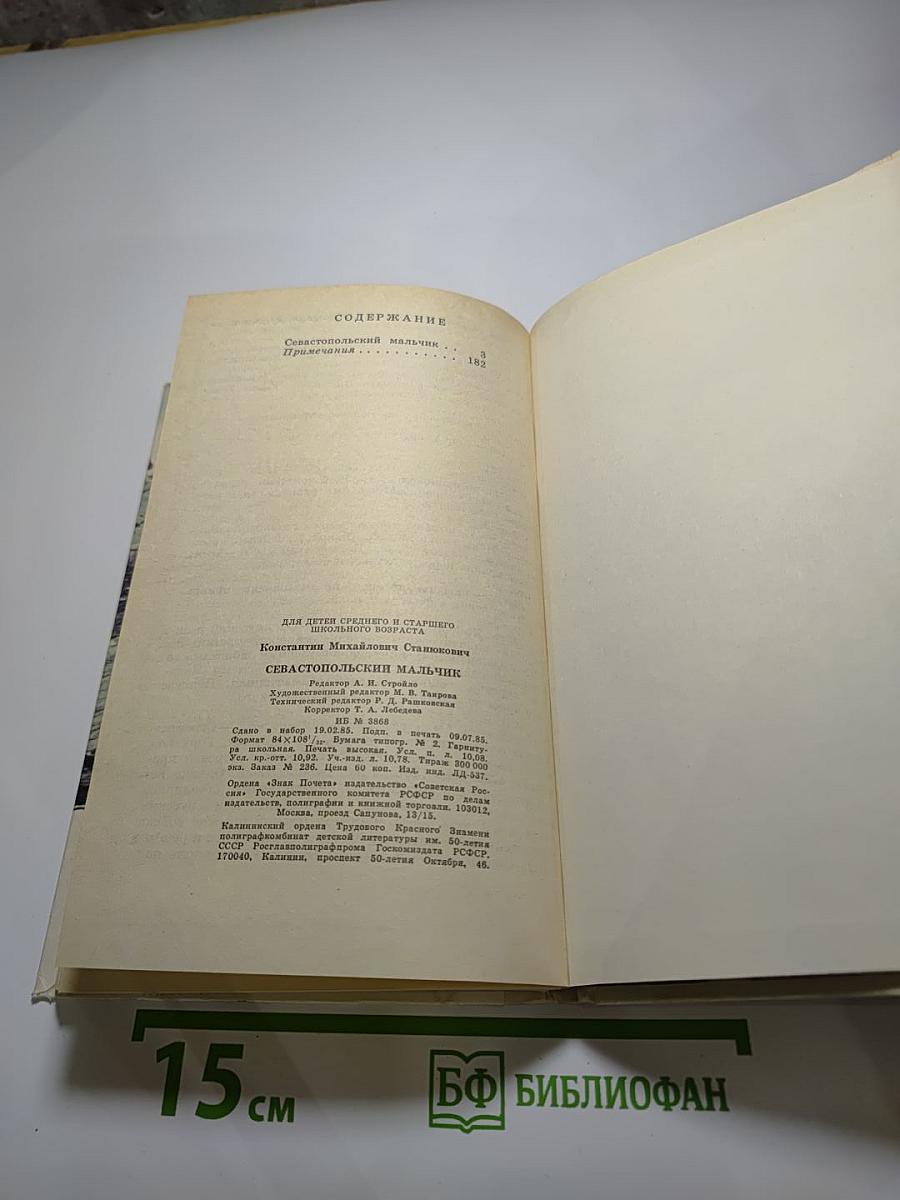 СОДЕРЖАНИЕ
Севастопольский мальчик . . 3
Примечания . . . . . . . . . . . 182
ДЛЯ ДЕТЕЙ СРЕДНЕГО И СТАРШЕГО
ШКОЛЬНОГО ВОЗРАСТА
Константин Михайлович Станюкович
СЕВАСТОПОЛЬСКИЙ МАЛЬЧИК
Редактор А. И. Стройло
Художественный редактор М. В. Таирова
Технический редактор Р. Д. Рашковская
Корректор Т. А. Лебедева
ИБ № 3868
Сдано в набор 19.02.85. Подп. в печать 09.07.85.
Формат 84×108¹/₃₂. Бумага типогр. № 2. Гарниту-
ра школьная. Печать высокая. Усл. п. л. 10,08.
Усл. кр.-отт. 10,92. Уч.-изд. л. 10,78. Тираж 300 000
экз. Заказ № 236. Цена 60 коп. Изд. инд. ЛД-537.
Ордена «Знак Почета» издательство «Советская Рос-
сия» Государственного комитета РСФСР по делам
издательств, полиграфии и книжной торговли. 103012,
Москва, проезд Сапунова, 13/15.
Калининский ордена Трудового Красного Знамени
полиграфкомбинат детской литературы им. 50-летия
СССР Росглавполиграфпрома Госкомиздата РСФСР.
170040, Калинин, проспект 50-летия Октября, 46.
15 см
БФ БИБЛИОФАН